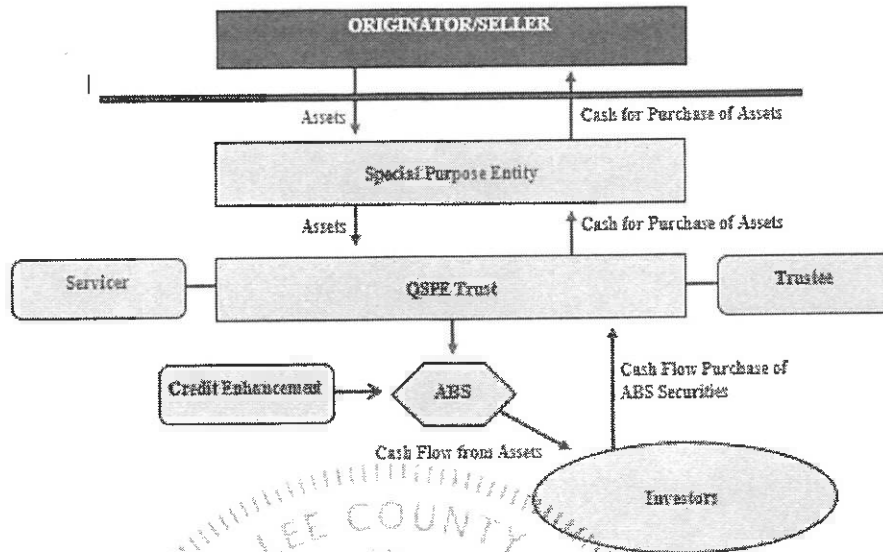 ORIGINATOR/SELLER
Assets
Cash for Purchase of Assets
Special Purpose Entity
Assets
Cash for Purchase of Assets
Servicer
QSPE Trust
Trustee
Cash Flow Purchase of
ABS Securities
Credit Enhancement
ABS
Cash Flow from Assets
Investors
LEE COUNTY